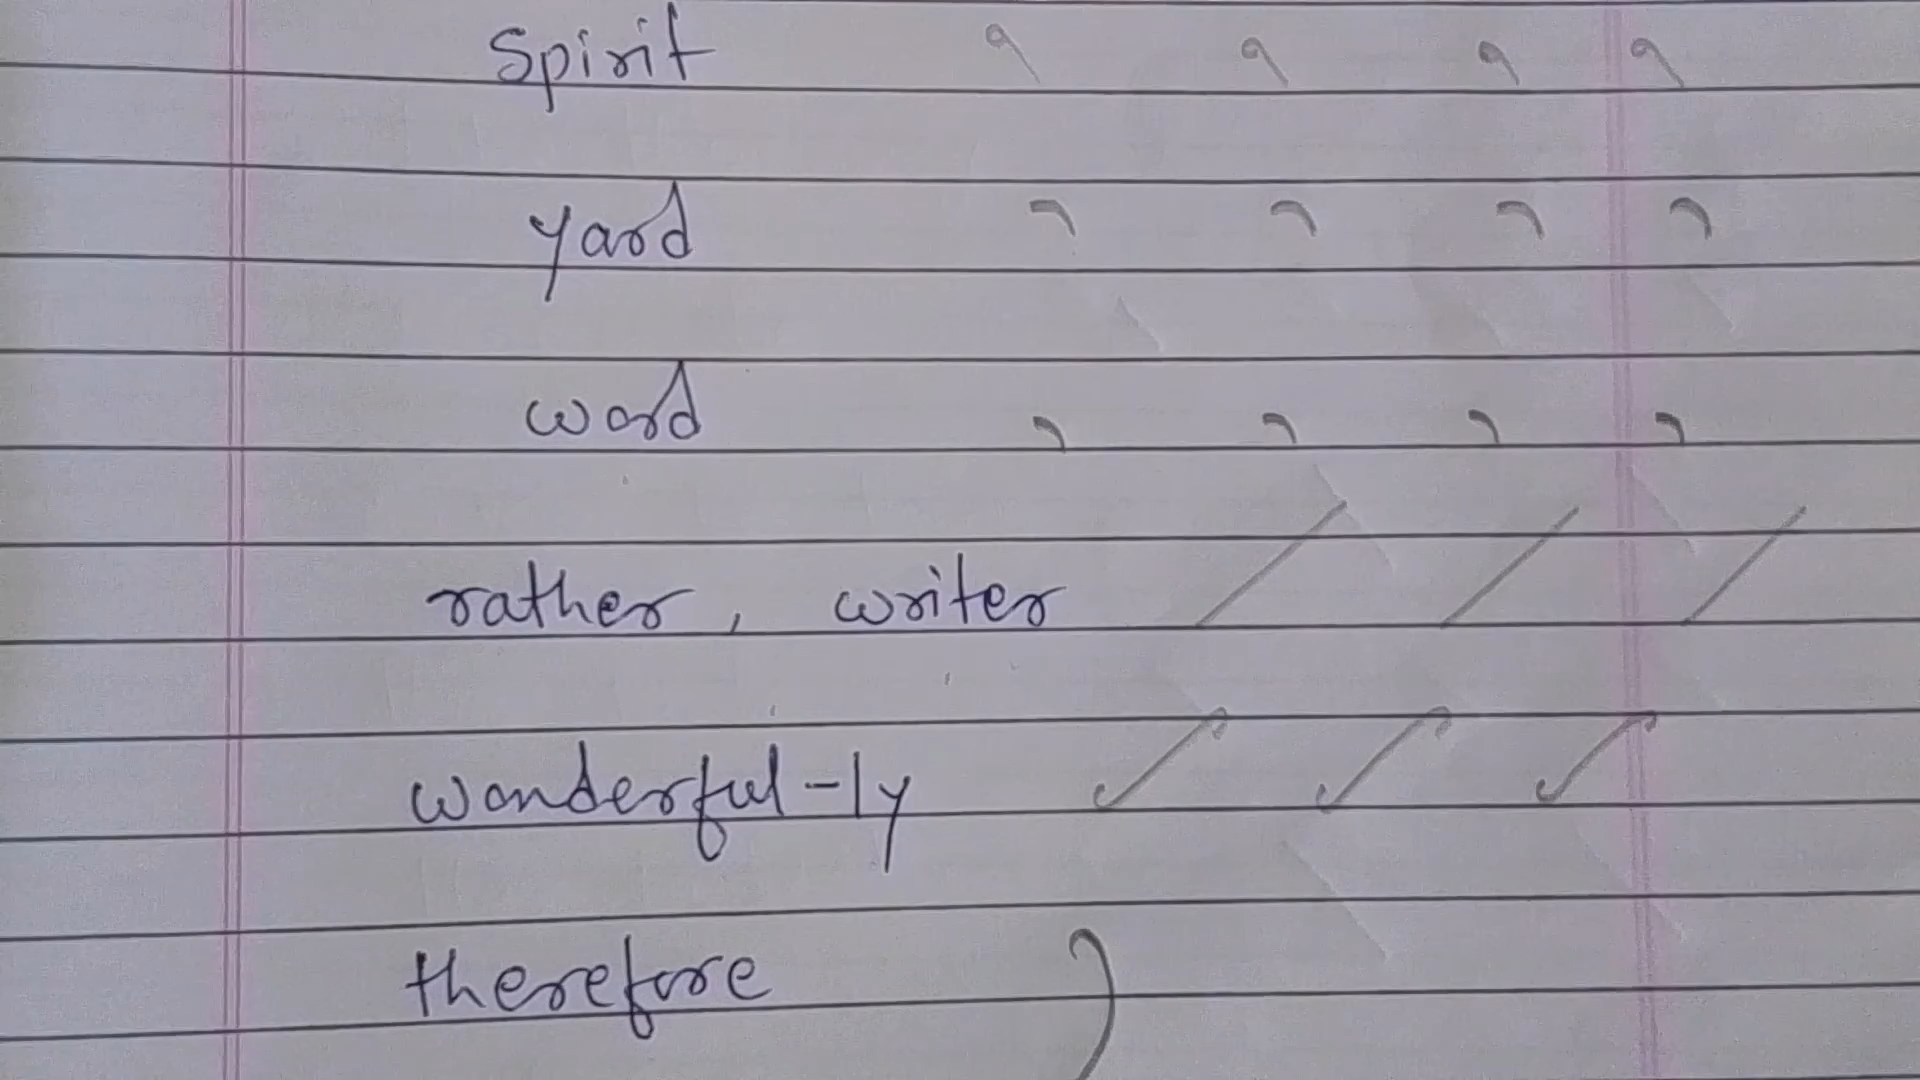 Spirit
yard
word
rather, writer
wonderful-ly
therefore